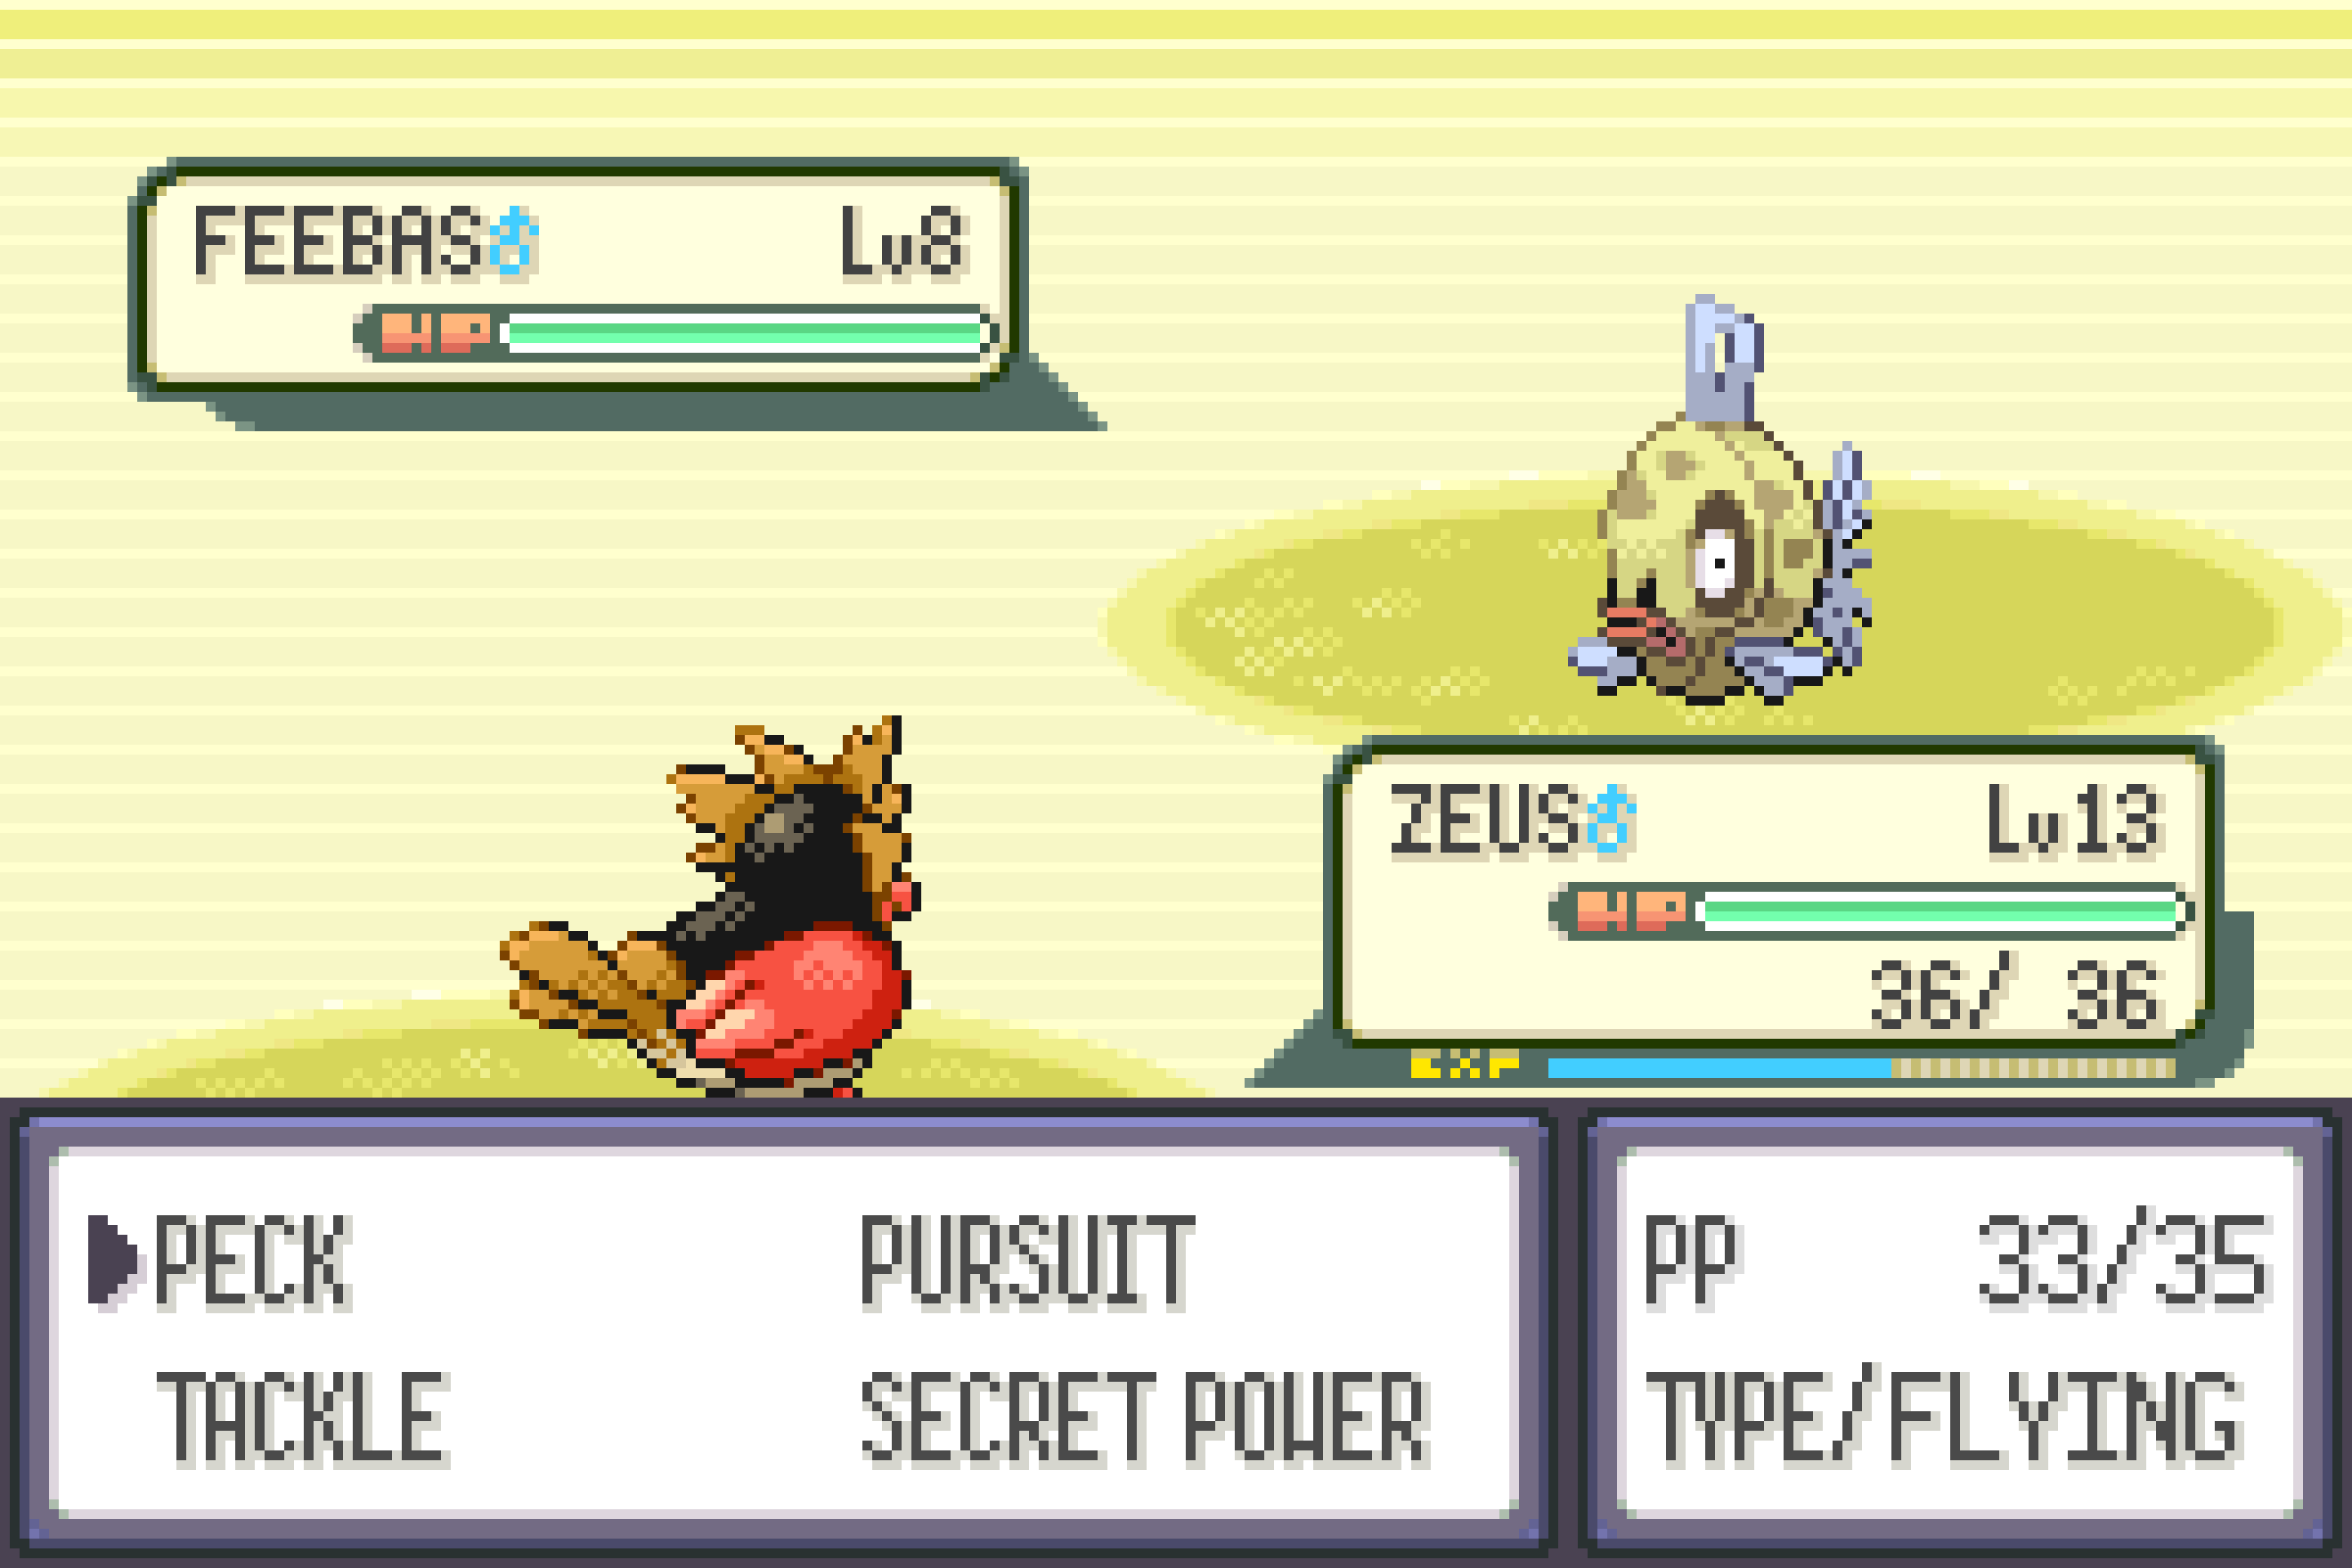 FEEBAS♂ Lv8
HP
ZEUS♂ Lv13
HP
36/ 36
EXP
PECK PURSUIT
TACKLE SECRET POWER
PP 33/35
TYPE/FLYING